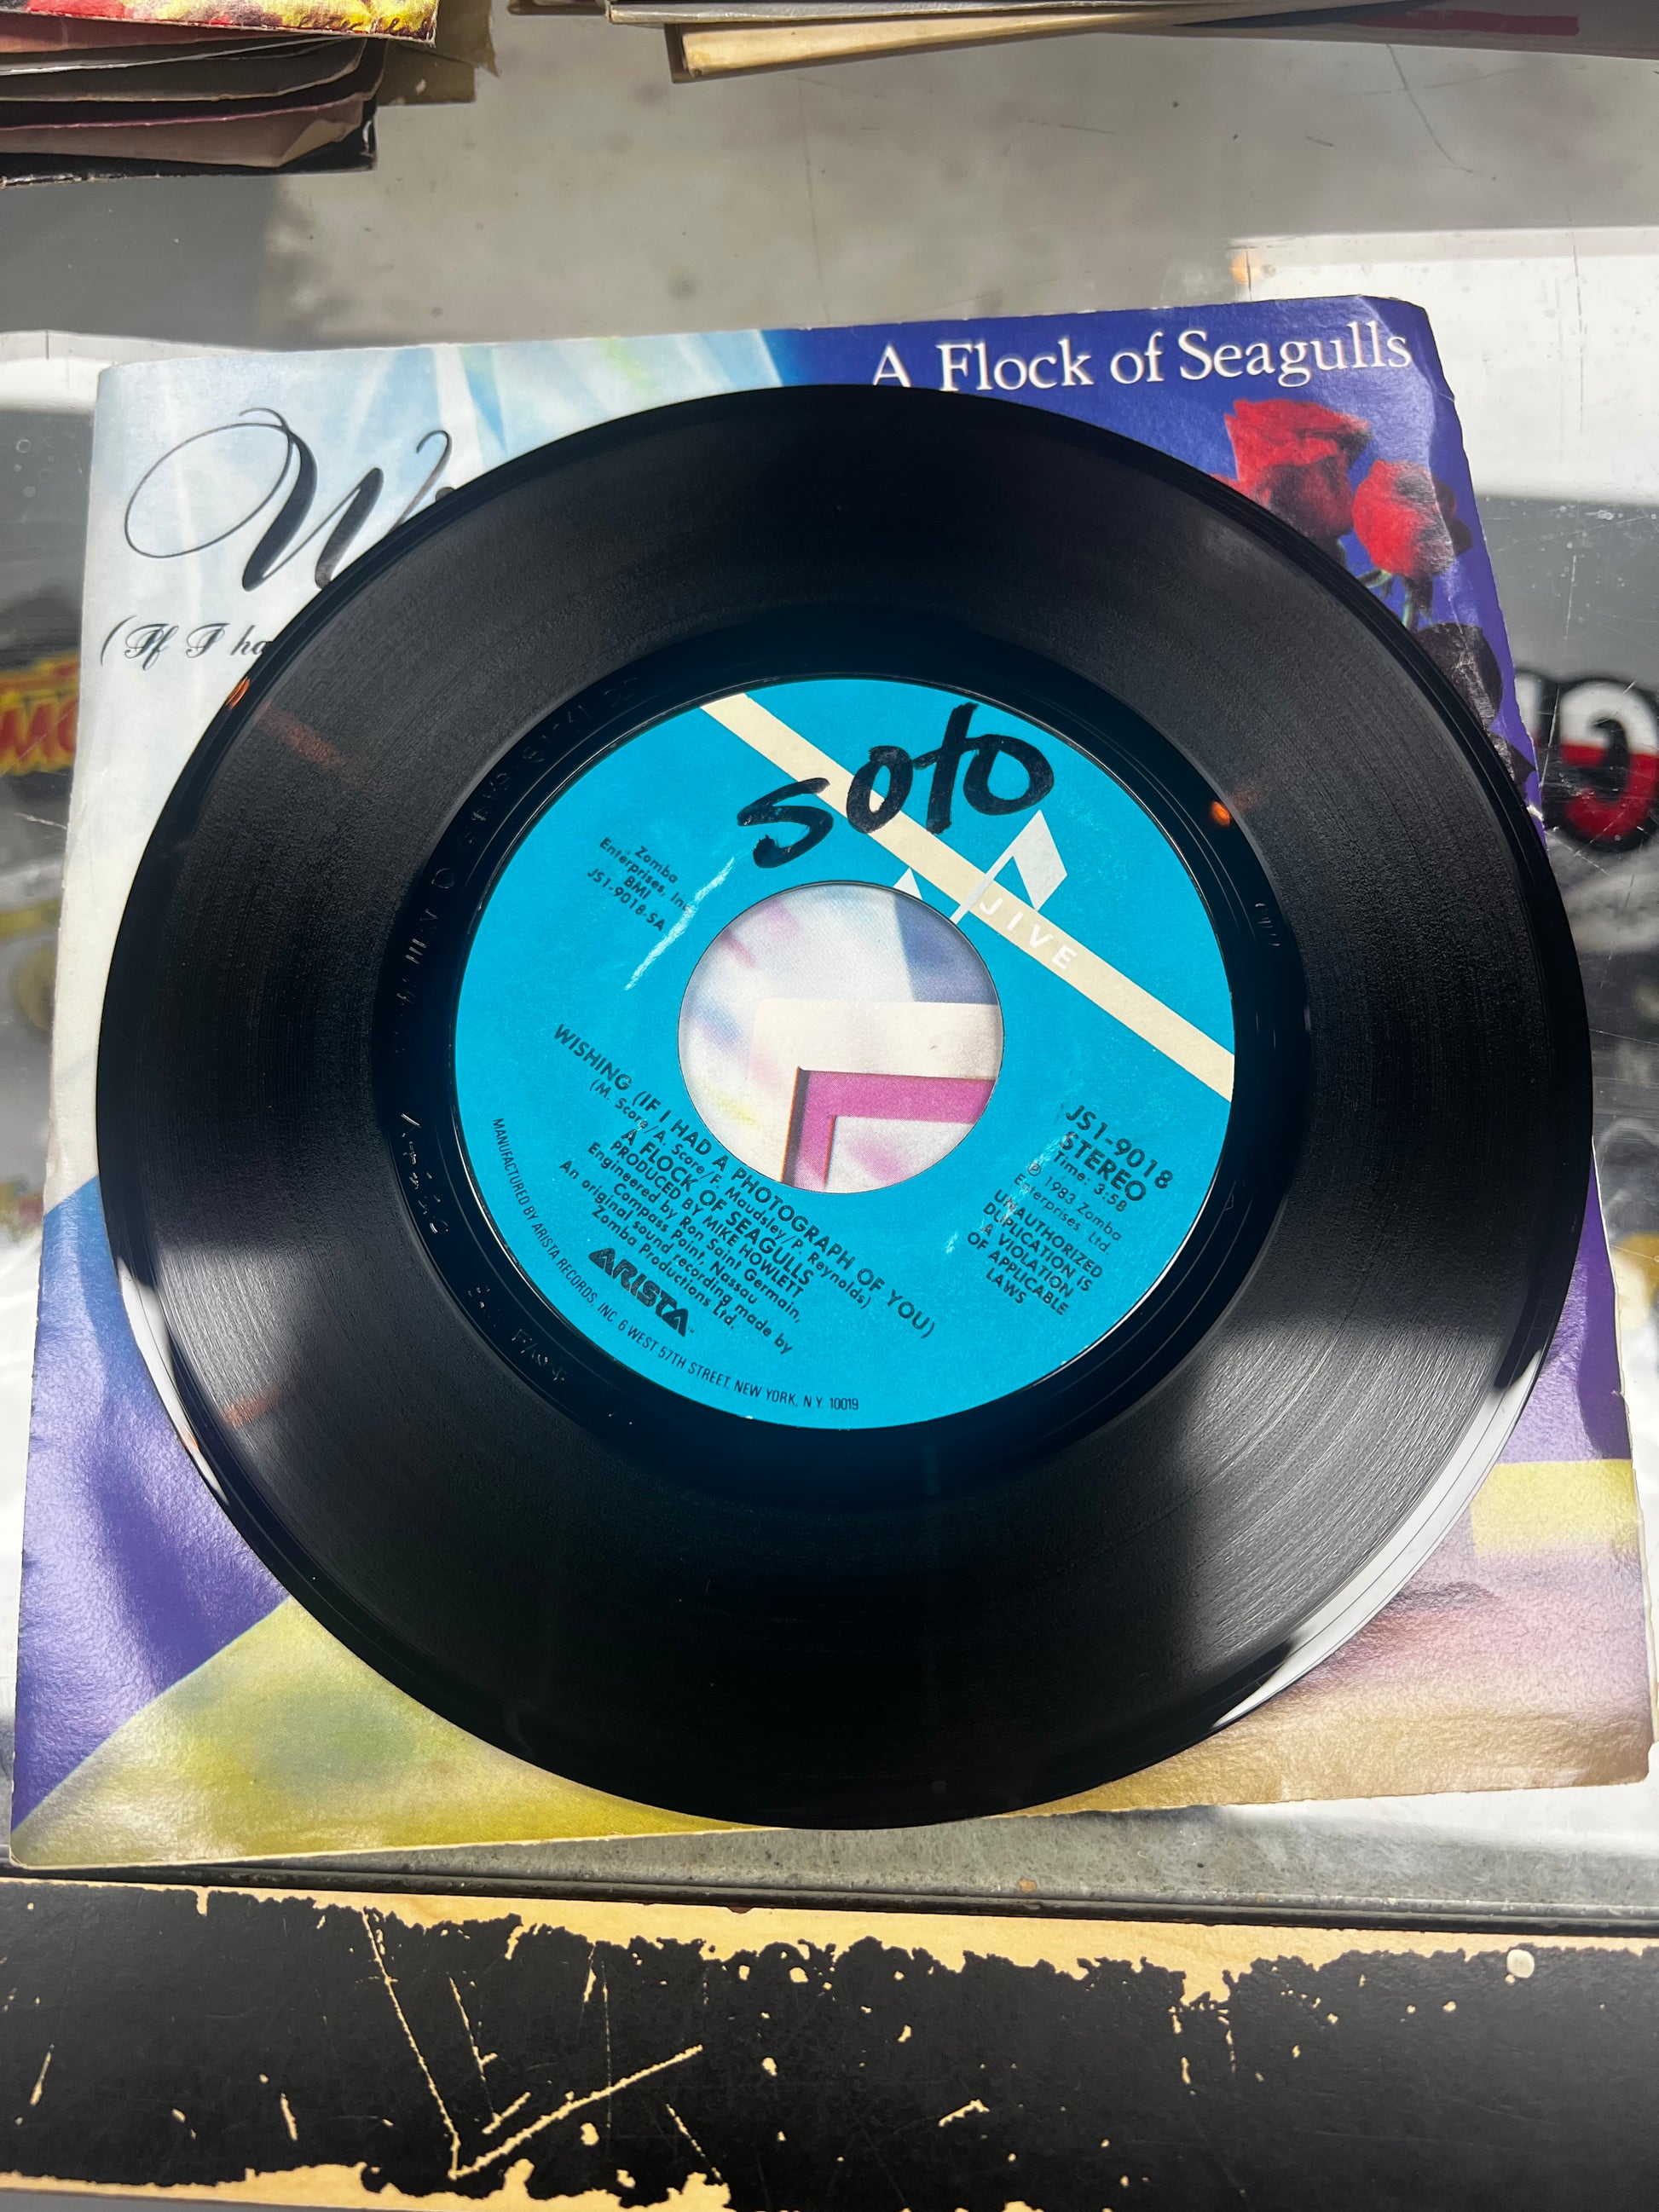 A Flock of Seagulls
W
(If I ha
soto
JIVE
Zomba
Enterprises, Inc.
BMI
JS1-9018-SA
JS1-9018
STEREO
Time: 3:58
℗ 1983 Zomba
Enterprises Ltd.
UNAUTHORIZED
DUPLICATION IS
A VIOLATION
OF APPLICABLE
LAWS
WISHING (IF I HAD A PHOTOGRAPH OF YOU)
(M. Score/A. Score/F. Maudsley/P. Reynolds)
A FLOCK OF SEAGULLS
PRODUCED BY MIKE HOWLETT
Engineered by Ron Saint Germain,
Compass Point, Nassau
An original sound recording made by
Zomba Productions Ltd.
ARISTA
MANUFACTURED BY ARISTA RECORDS, INC. 6 WEST 57TH STREET, NEW YORK, N.Y. 10019